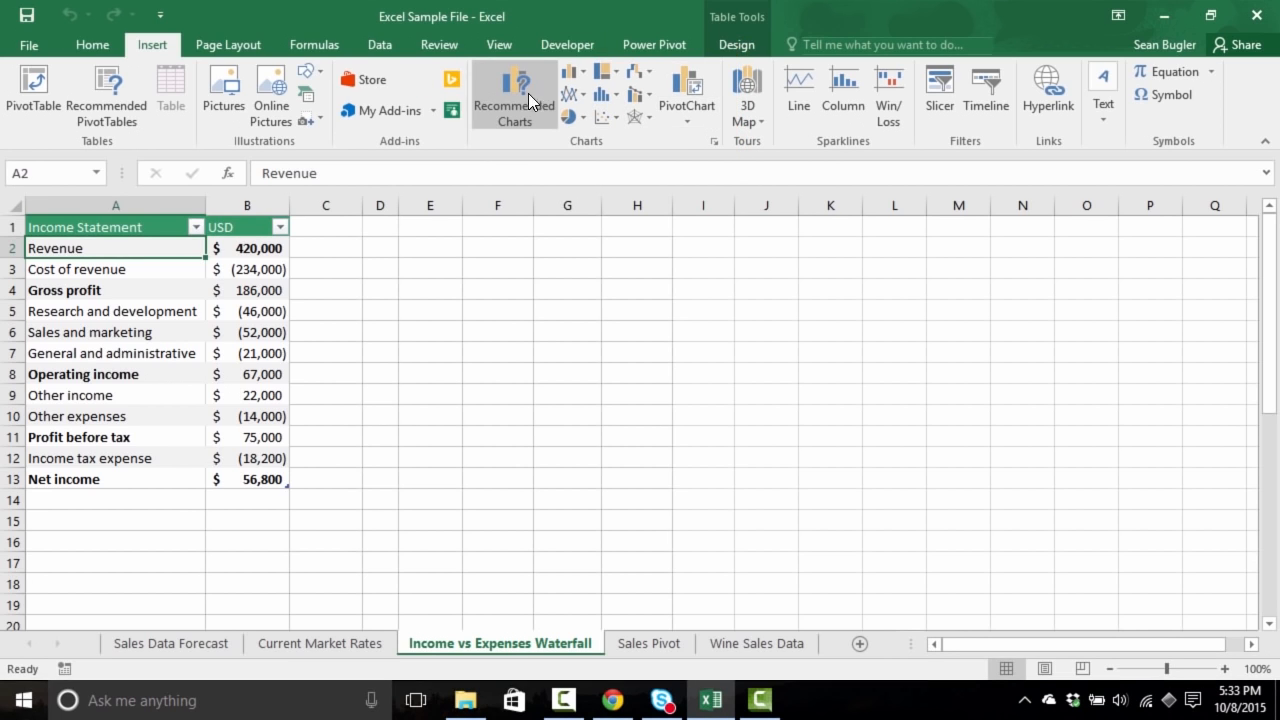 Excel Sample File - Excel
Table Tools
File Home Insert Page Layout Formulas Data Review View Developer Power Pivot Design Tell me what you want to do... Sean Bugler Share
PivotTable
Recommended
PivotTables
Table
Tables
Pictures
Online
Pictures
Illustrations
Store
My Add-ins
Add-ins
Recommended
Charts
PivotChart
Charts
3D
Map
Tours
Line
Column
Win/
Loss
Sparklines
Slicer
Timeline
Filters
Hyperlink
Links
A
Text
π Equation
Ω Symbol
Symbols
A2 fx Revenue
A B C D E F G H I J K L M N O P Q
1 Income Statement USD
2 Revenue $ 420,000
3 Cost of revenue $ (234,000)
4 Gross profit $ 186,000
5 Research and development $ (46,000)
6 Sales and marketing $ (52,000)
7 General and administrative $ (21,000)
8 Operating income $ 67,000
9 Other income $ 22,000
10 Other expenses $ (14,000)
11 Profit before tax $ 75,000
12 Income tax expense $ (18,200)
13 Net income $ 56,800
14
15
16
17
18
19
20
Sales Data Forecast Current Market Rates Income vs Expenses Waterfall Sales Pivot Wine Sales Data
Ready 100%
Ask me anything
5:33 PM
10/8/2015